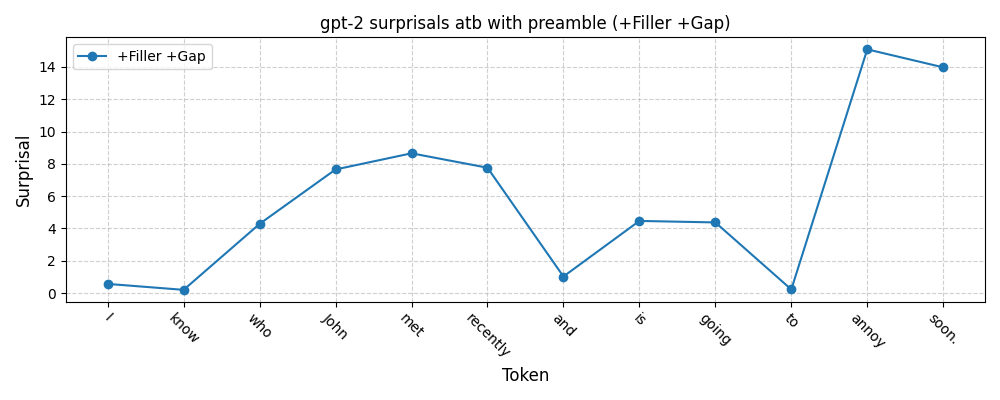 gpt-2 surprisals atb with preamble (+Filler +Gap)
+Filler +Gap
Surprisal
14
12
10
8
6
4
2
0
I know who John met recently and is going to annoy soon.
Token